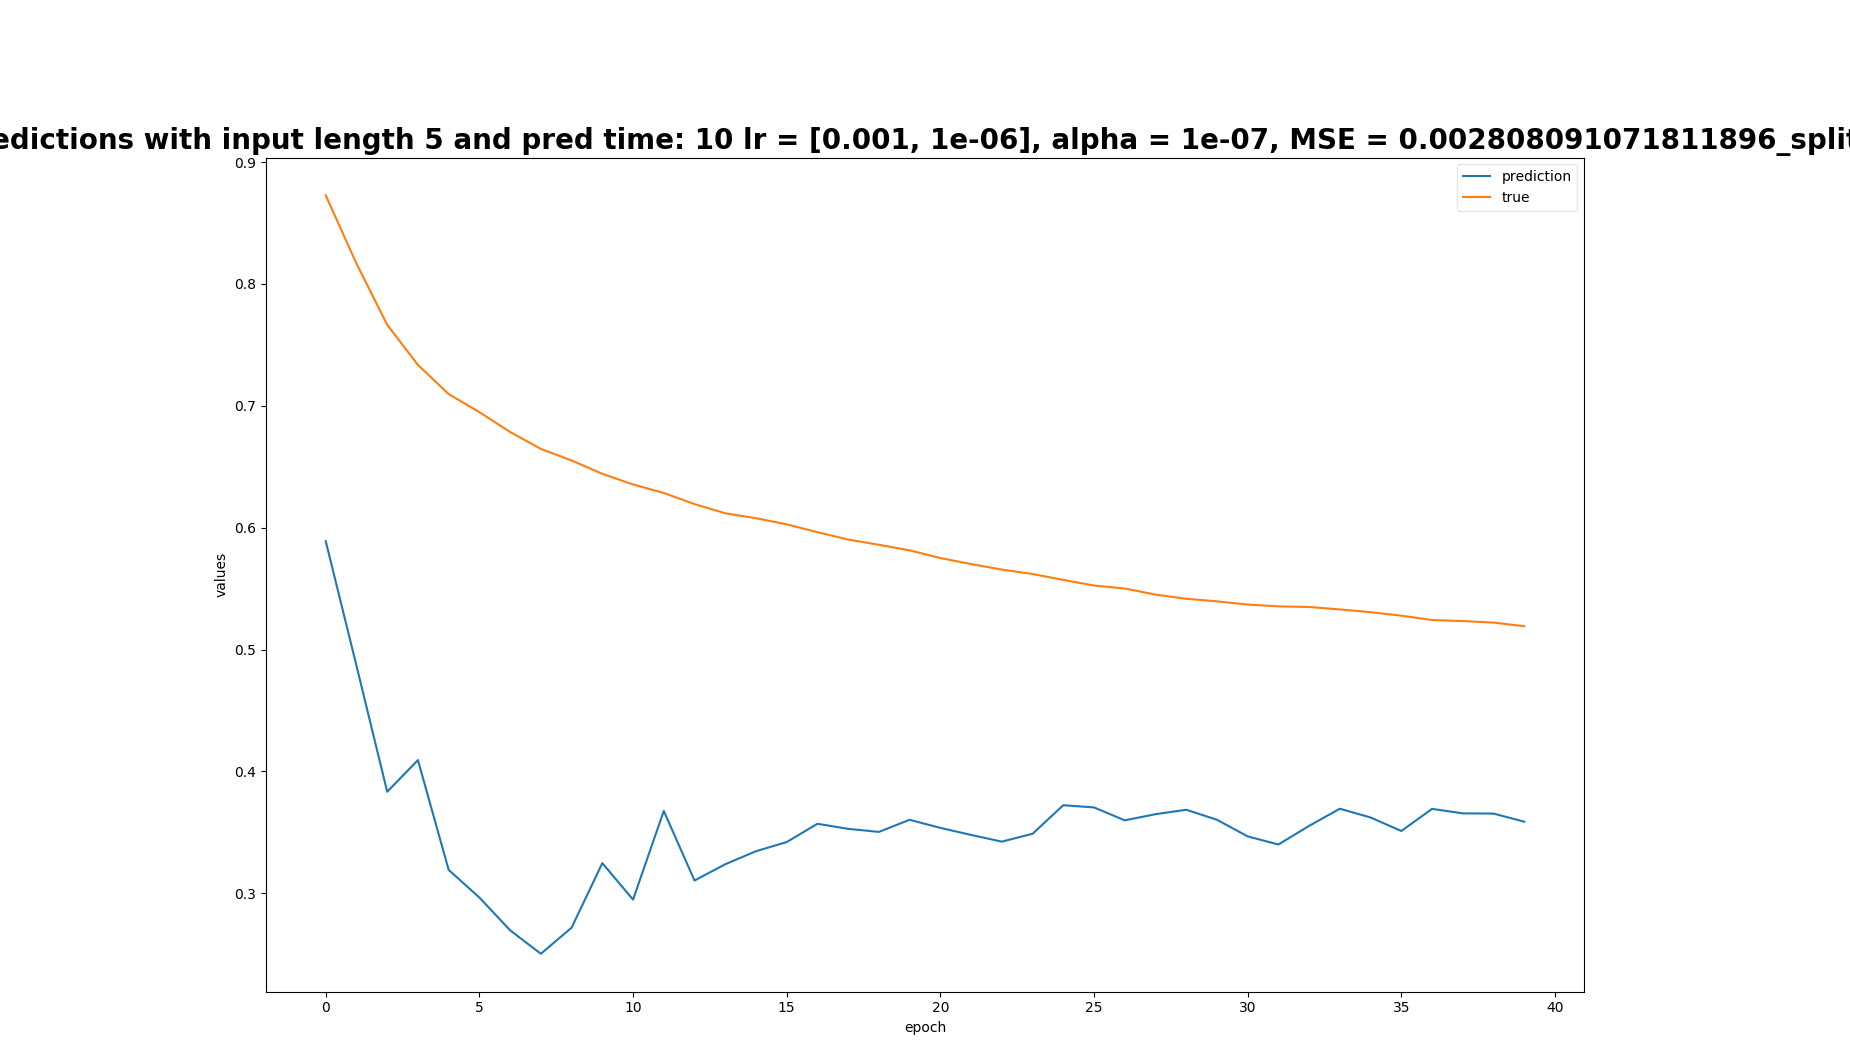 edictions with input length 5 and pred time: 10 lr = [0.001, 1e-06], alpha = 1e-07, MSE = 0.002808091071811896_split
prediction
true
0.9
0.8
0.7
0.6
0.5
0.4
0.3
values
0 5 10 15 20 25 30 35 40
epoch